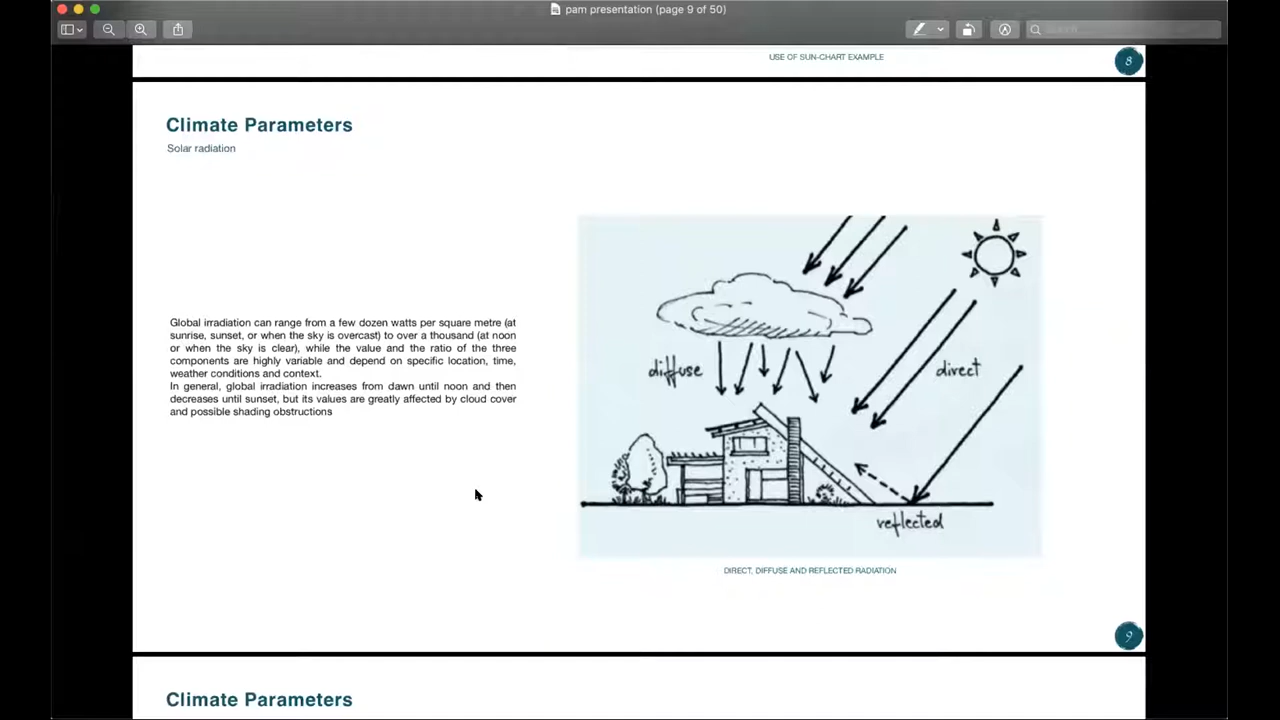 pam presentation (page 9 of 50)
USE OF SUN-CHART EXAMPLE
8
Climate Parameters
Solar radiation
Global irradiation can range from a few dozen watts per square metre (at
sunrise, sunset, or when the sky is overcast) to over a thousand (at noon
or when the sky is clear), while the value and the ratio of the three
components are highly variable and depend on specific location, time,
weather conditions and context.
In general, global irradiation increases from dawn until noon and then
decreases until sunset, but its values are greatly affected by cloud cover
and possible shading obstructions
diffuse
direct
reflected
DIRECT, DIFFUSE AND REFLECTED RADIATION
9
Climate Parameters